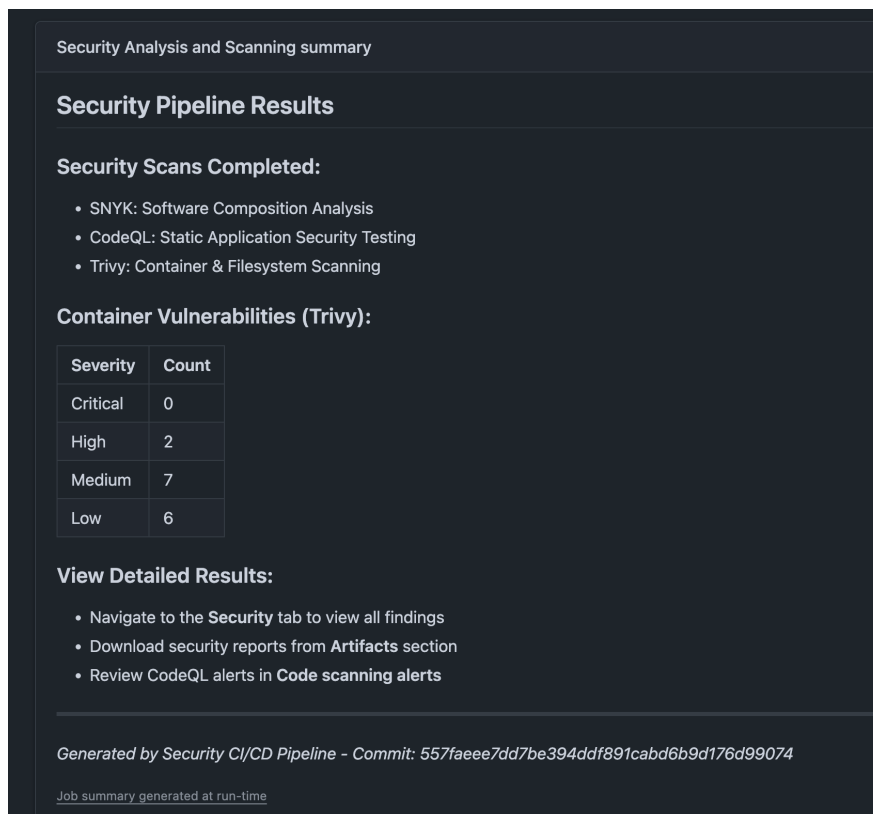 Security Analysis and Scanning summary
Security Pipeline Results
Security Scans Completed:
• SNYK: Software Composition Analysis
• CodeQL: Static Application Security Testing
• Trivy: Container & Filesystem Scanning
Container Vulnerabilities (Trivy):
Severity Count
Critical 0
High 2
Medium 7
Low 6
View Detailed Results:
• Navigate to the Security tab to view all findings
• Download security reports from Artifacts section
• Review CodeQL alerts in Code scanning alerts
Generated by Security CI/CD Pipeline - Commit: 557faeee7dd7be394ddf891cabd6b9d176d99074
Job summary generated at run-time